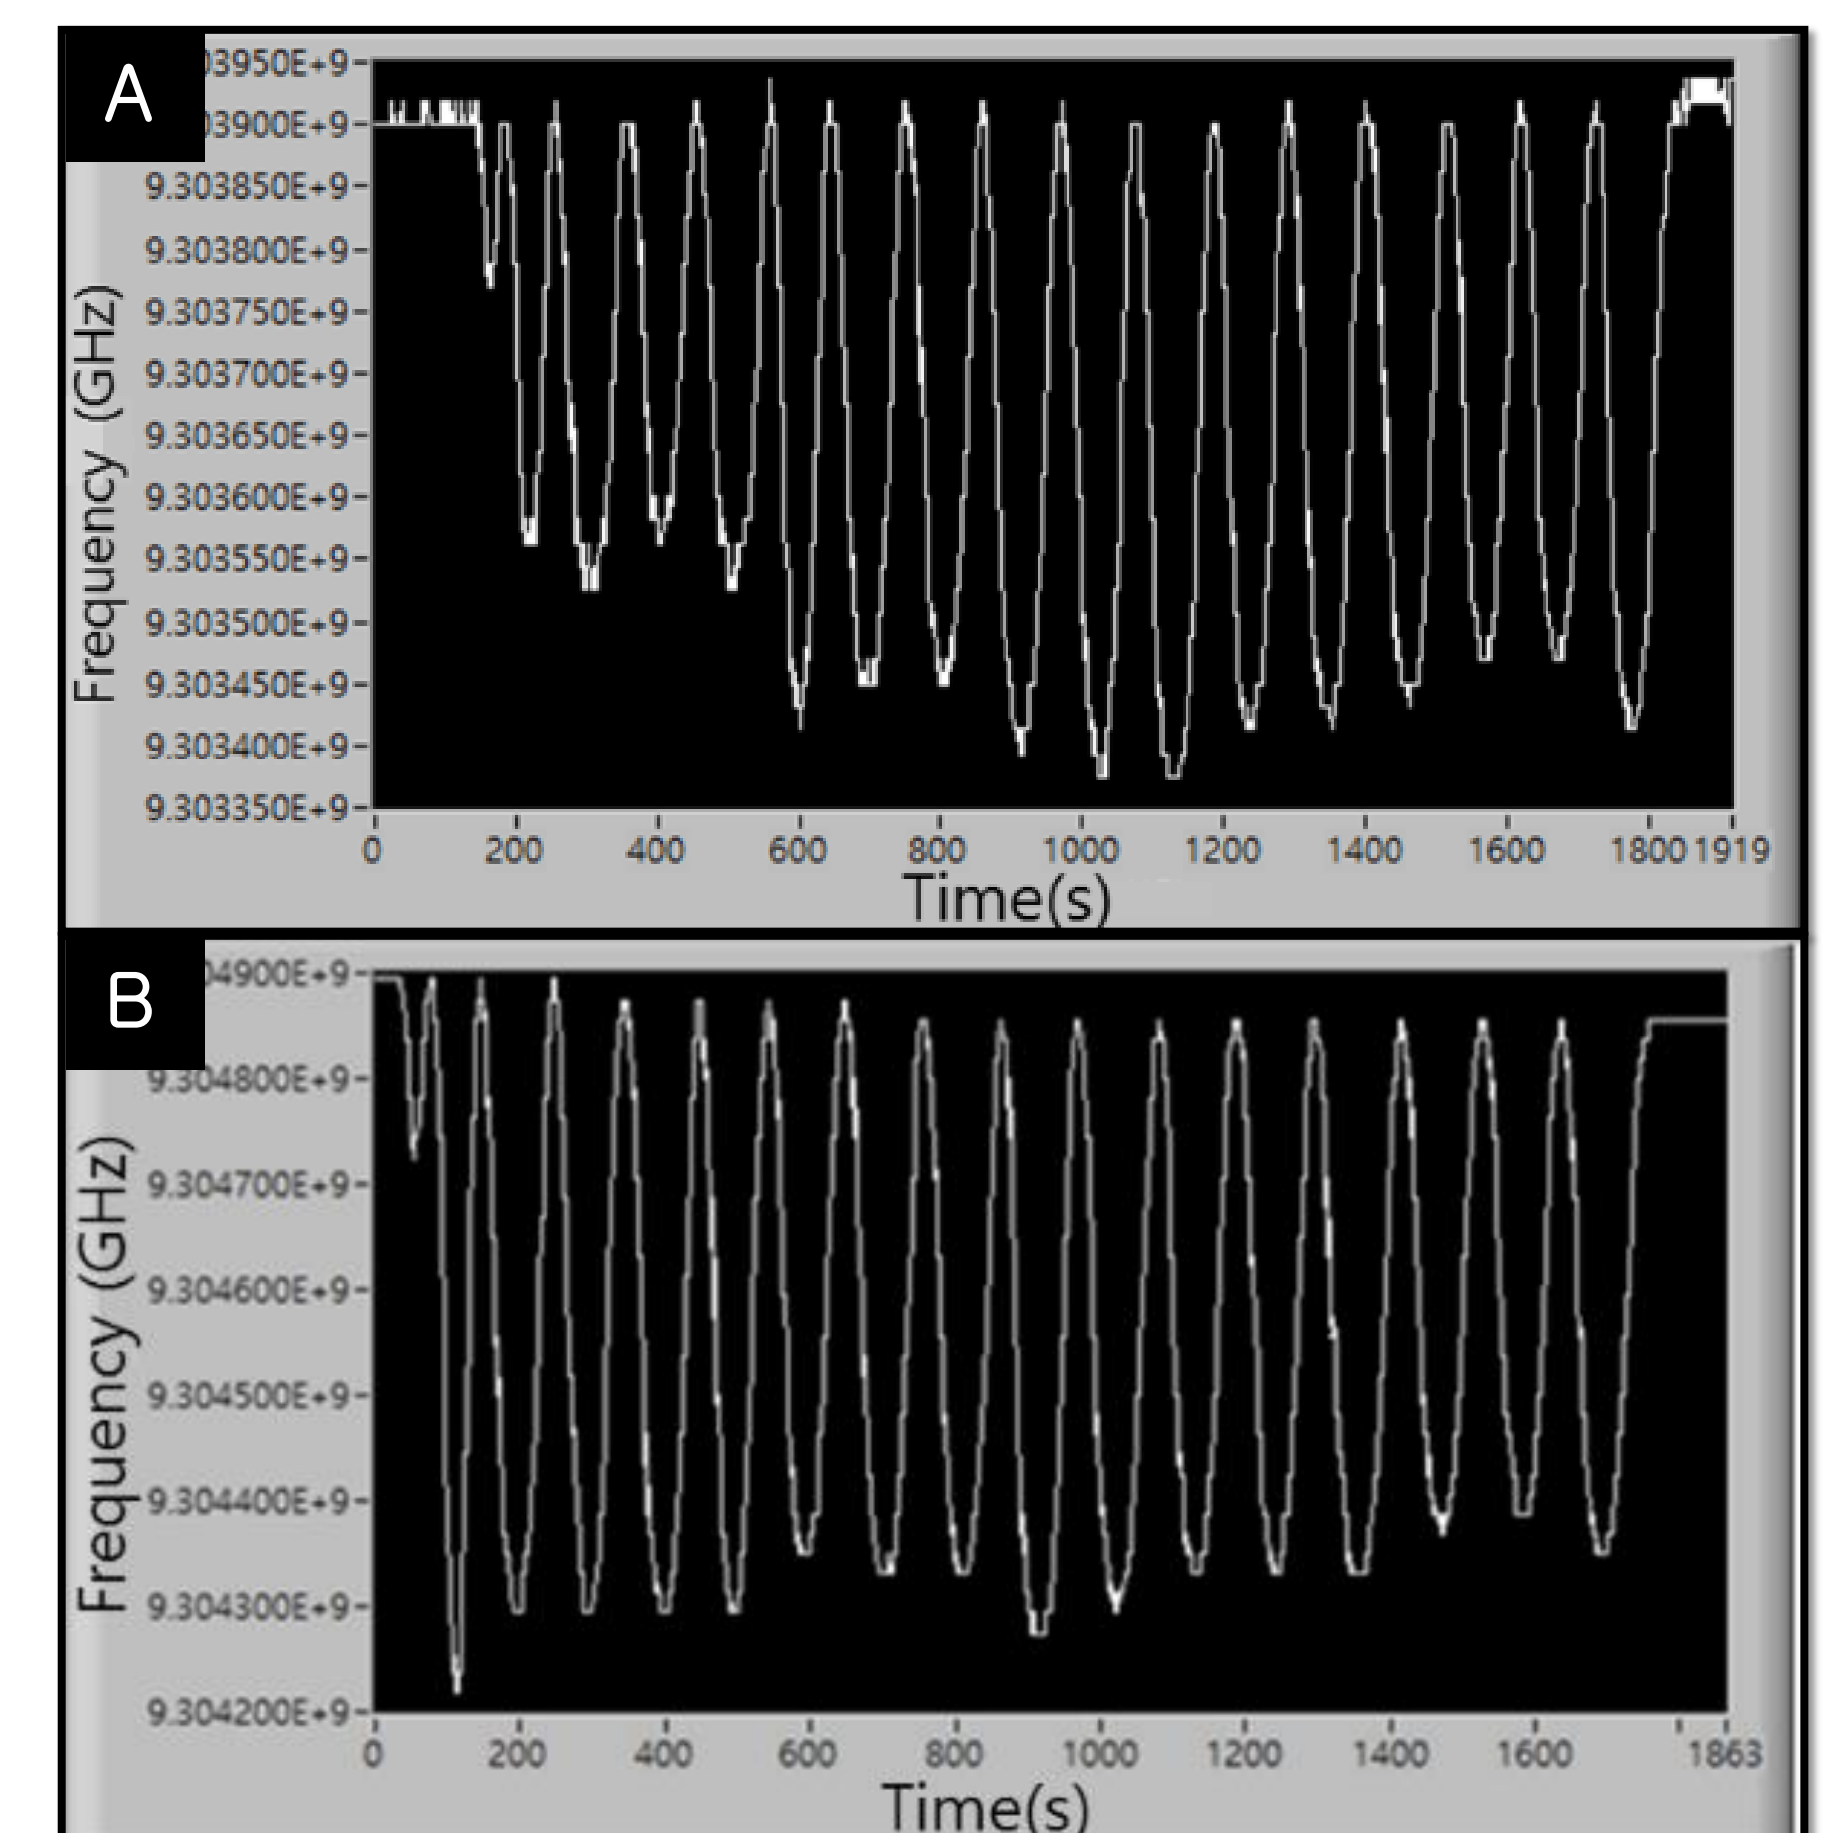 A
03950E+9
03900E+9
9.303850E+9
9.303800E+9
9.303750E+9
9.303700E+9
9.303650E+9
9.303600E+9
9.303550E+9
9.303500E+9
9.303450E+9
9.303400E+9
9.303350E+9
Frequency (GHz)
0 200 400 600 800 1000 1200 1400 1600 1800 1919
Time(s)
B
04900E+9
9.304800E+9
9.304700E+9
9.304600E+9
9.304500E+9
9.304400E+9
9.304300E+9
9.304200E+9
Frequency (GHz)
0 200 400 600 800 1000 1200 1400 1600 1863
Time(s)